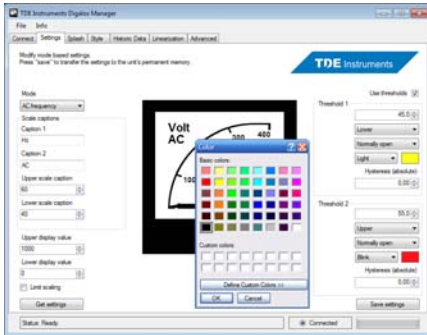 TDE Instruments Digalox Manager
File Info
Connect Settings Splash Style Historic Data Linearization Advanced
Modify mode based settings.
Press "save" to transfer the settings to the unit's permanent memory.
TDE Instruments
Mode
AC frequency
Scale captions
Caption 1
Hz
Caption 2
AC
Upper scale caption
60
Lower scale caption
40
Upper display value
1000
Lower display value
0
Limit scaling
Get settings
Volt
AC
100
300
400
Color
Basic colors:
Custom colors:
Define Custom Colors >>
OK Cancel
Use thresholds
Threshold 1
45.0
Lower
Normally open
Light
Hysteresis (absolute)
0.00
Threshold 2
55.0
Upper
Normally open
Blink
Hysteresis (absolute)
0.00
Save settings
Status: Ready
Connected